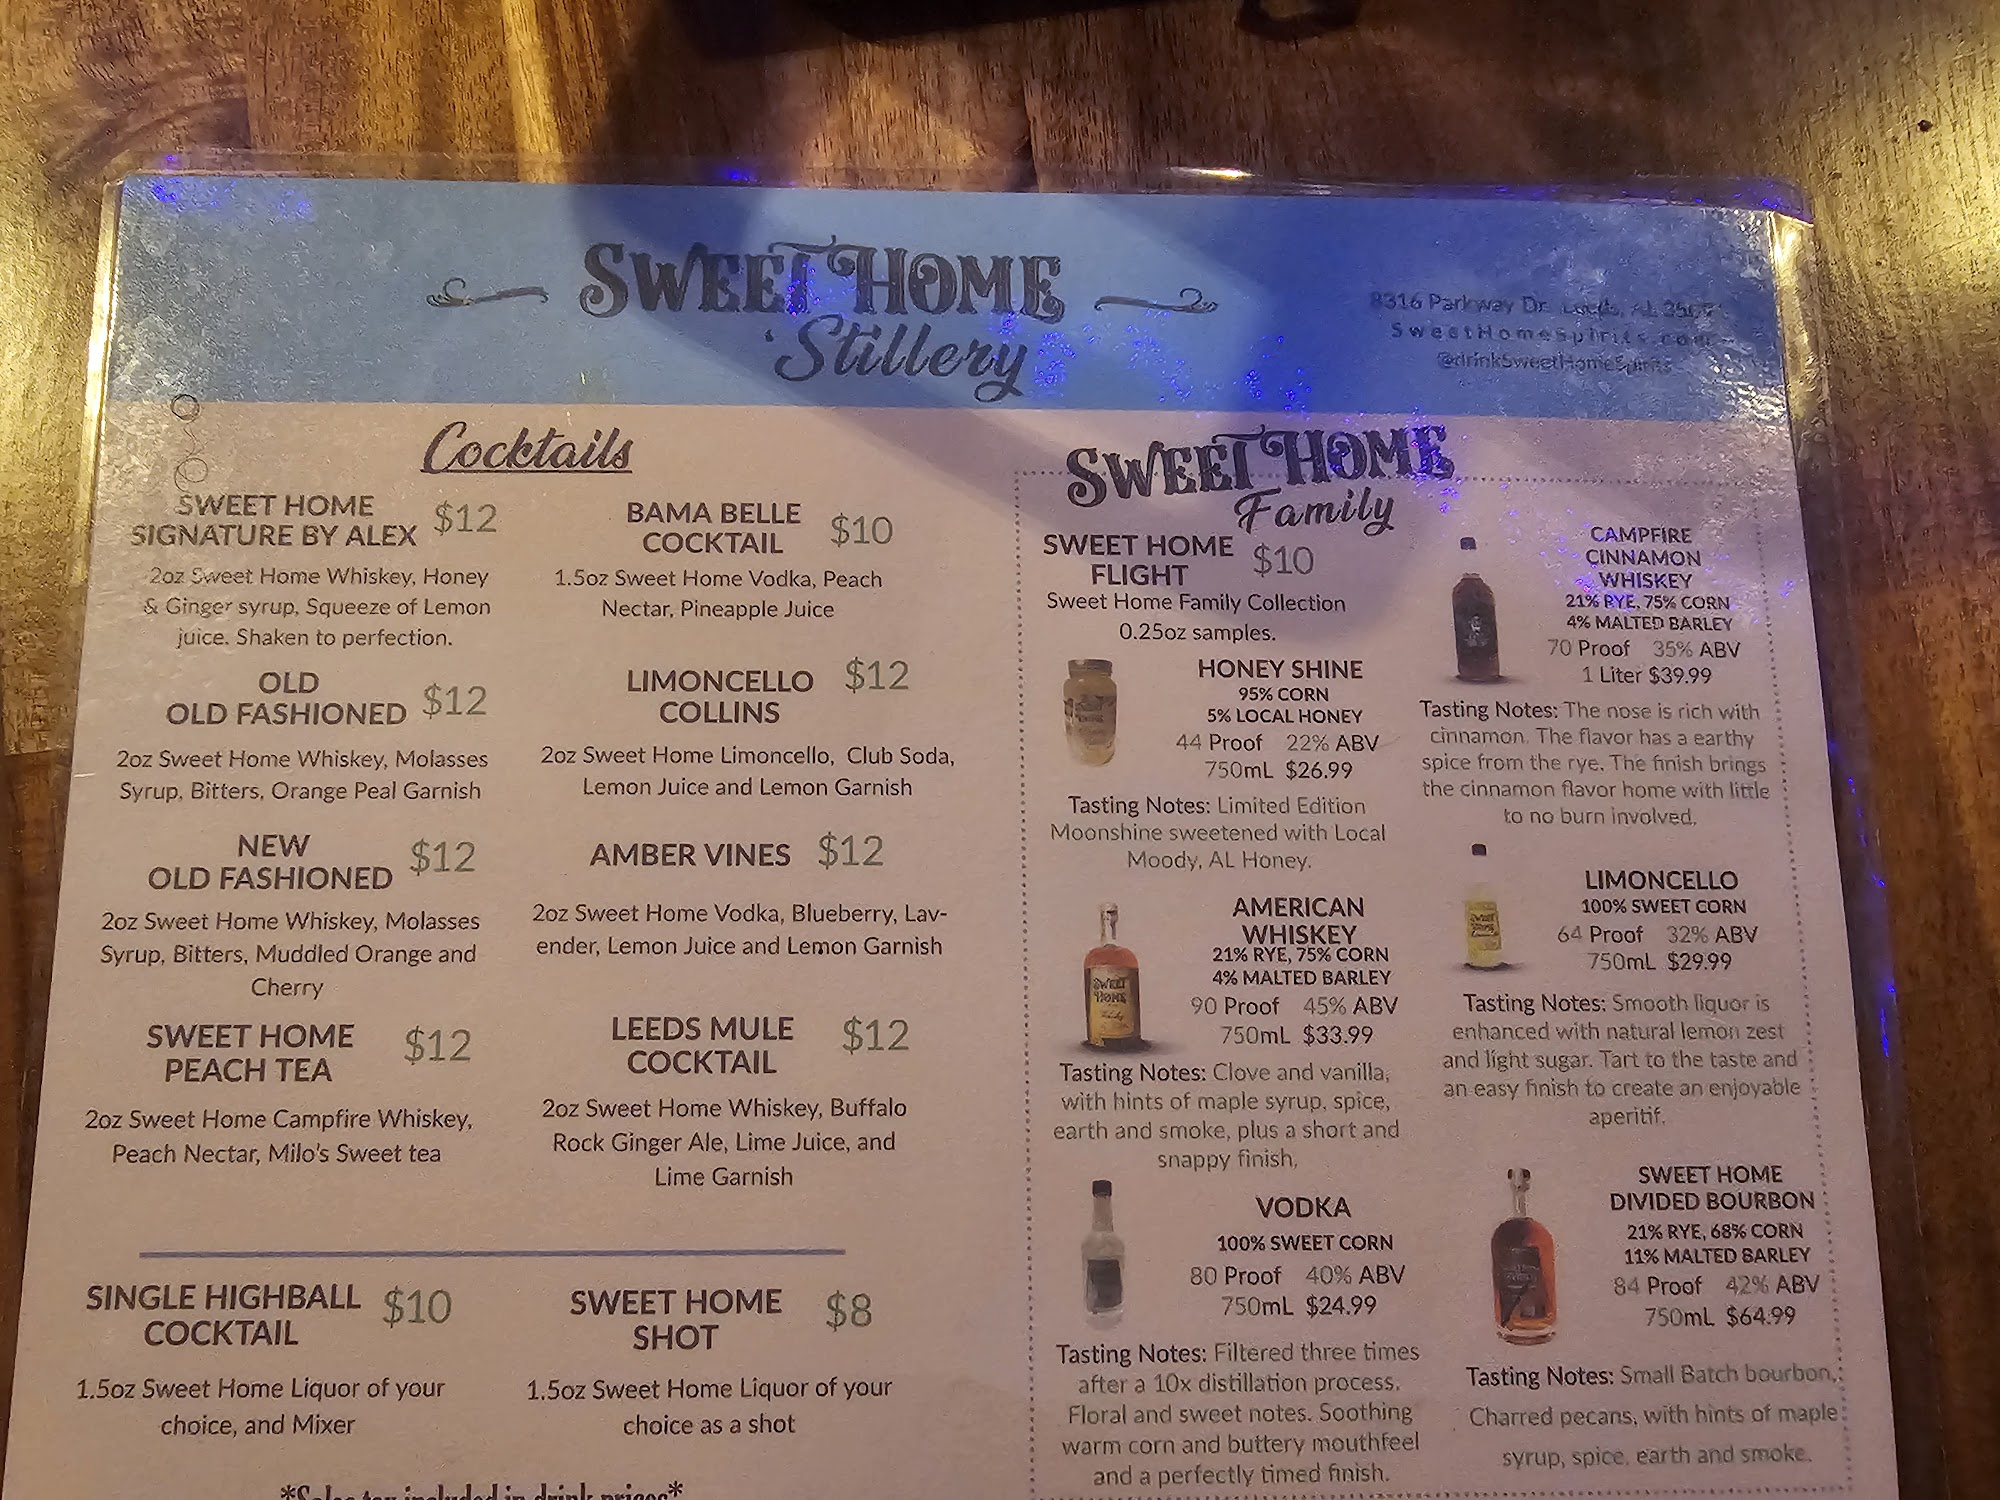 SWEET HOME
'Stillery
8316 Parkway Dr. Leeds, AL
SweetHomeSpirits.com
@drinkSweetHomeSpirits
Cocktails
SWEET HOME
SIGNATURE BY ALEX $12
2oz Sweet Home Whiskey, Honey
& Ginger syrup, Squeeze of Lemon
juice. Shaken to perfection.
OLD
OLD FASHIONED $12
2oz Sweet Home Whiskey, Molasses
Syrup, Bitters, Orange Peal Garnish
NEW
OLD FASHIONED $12
2oz Sweet Home Whiskey, Molasses
Syrup, Bitters, Muddled Orange and
Cherry
SWEET HOME
PEACH TEA $12
2oz Sweet Home Campfire Whiskey,
Peach Nectar, Milo's Sweet tea
BAMA BELLE
COCKTAIL $10
1.5oz Sweet Home Vodka, Peach
Nectar, Pineapple Juice
LIMONCELLO $12
COLLINS
2oz Sweet Home Limoncello, Club Soda,
Lemon Juice and Lemon Garnish
AMBER VINES $12
2oz Sweet Home Vodka, Blueberry, Lav-
ender, Lemon Juice and Lemon Garnish
LEEDS MULE $12
COCKTAIL
2oz Sweet Home Whiskey, Buffalo
Rock Ginger Ale, Lime Juice, and
Lime Garnish
SINGLE HIGHBALL $10
COCKTAIL
1.5oz Sweet Home Liquor of your
choice, and Mixer
SWEET HOME $8
SHOT
1.5oz Sweet Home Liquor of your
choice as a shot
*Sales tax included in drink prices*
SWEET HOME
Family
SWEET HOME $10
FLIGHT
Sweet Home Family Collection
0.25oz samples.
HONEY SHINE
95% CORN
5% LOCAL HONEY
44 Proof 22% ABV
750mL $26.99
Tasting Notes: Limited Edition
Moonshine sweetened with Local
Moody, AL Honey.
AMERICAN
WHISKEY
21% RYE, 75% CORN
4% MALTED BARLEY
90 Proof 45% ABV
750mL $33.99
SWEET
HOME
Tasting Notes: Clove and vanilla,
with hints of maple syrup, spice,
earth and smoke, plus a short and
snappy finish.
VODKA
100% SWEET CORN
80 Proof 40% ABV
750mL $24.99
Tasting Notes: Filtered three times
after a 10x distillation process.
Floral and sweet notes. Soothing
warm corn and buttery mouthfeel
and a perfectly timed finish.
CAMPFIRE
CINNAMON
WHISKEY
21% RYE, 75% CORN
4% MALTED BARLEY
70 Proof 35% ABV
1 Liter $39.99
Tasting Notes: The nose is rich with
cinnamon. The flavor has a earthy
spice from the rye. The finish brings
the cinnamon flavor home with little
to no burn involved.
LIMONCELLO
100% SWEET CORN
64 Proof 32% ABV
750mL $29.99
Tasting Notes: Smooth liquor is
enhanced with natural lemon zest
and light sugar. Tart to the taste and
an easy finish to create an enjoyable
aperitif.
SWEET HOME
DIVIDED BOURBON
21% RYE, 68% CORN
11% MALTED BARLEY
84 Proof 42% ABV
750mL $64.99
Tasting Notes: Small Batch bourbon,
Charred pecans, with hints of maple
syrup, spice, earth and smoke.